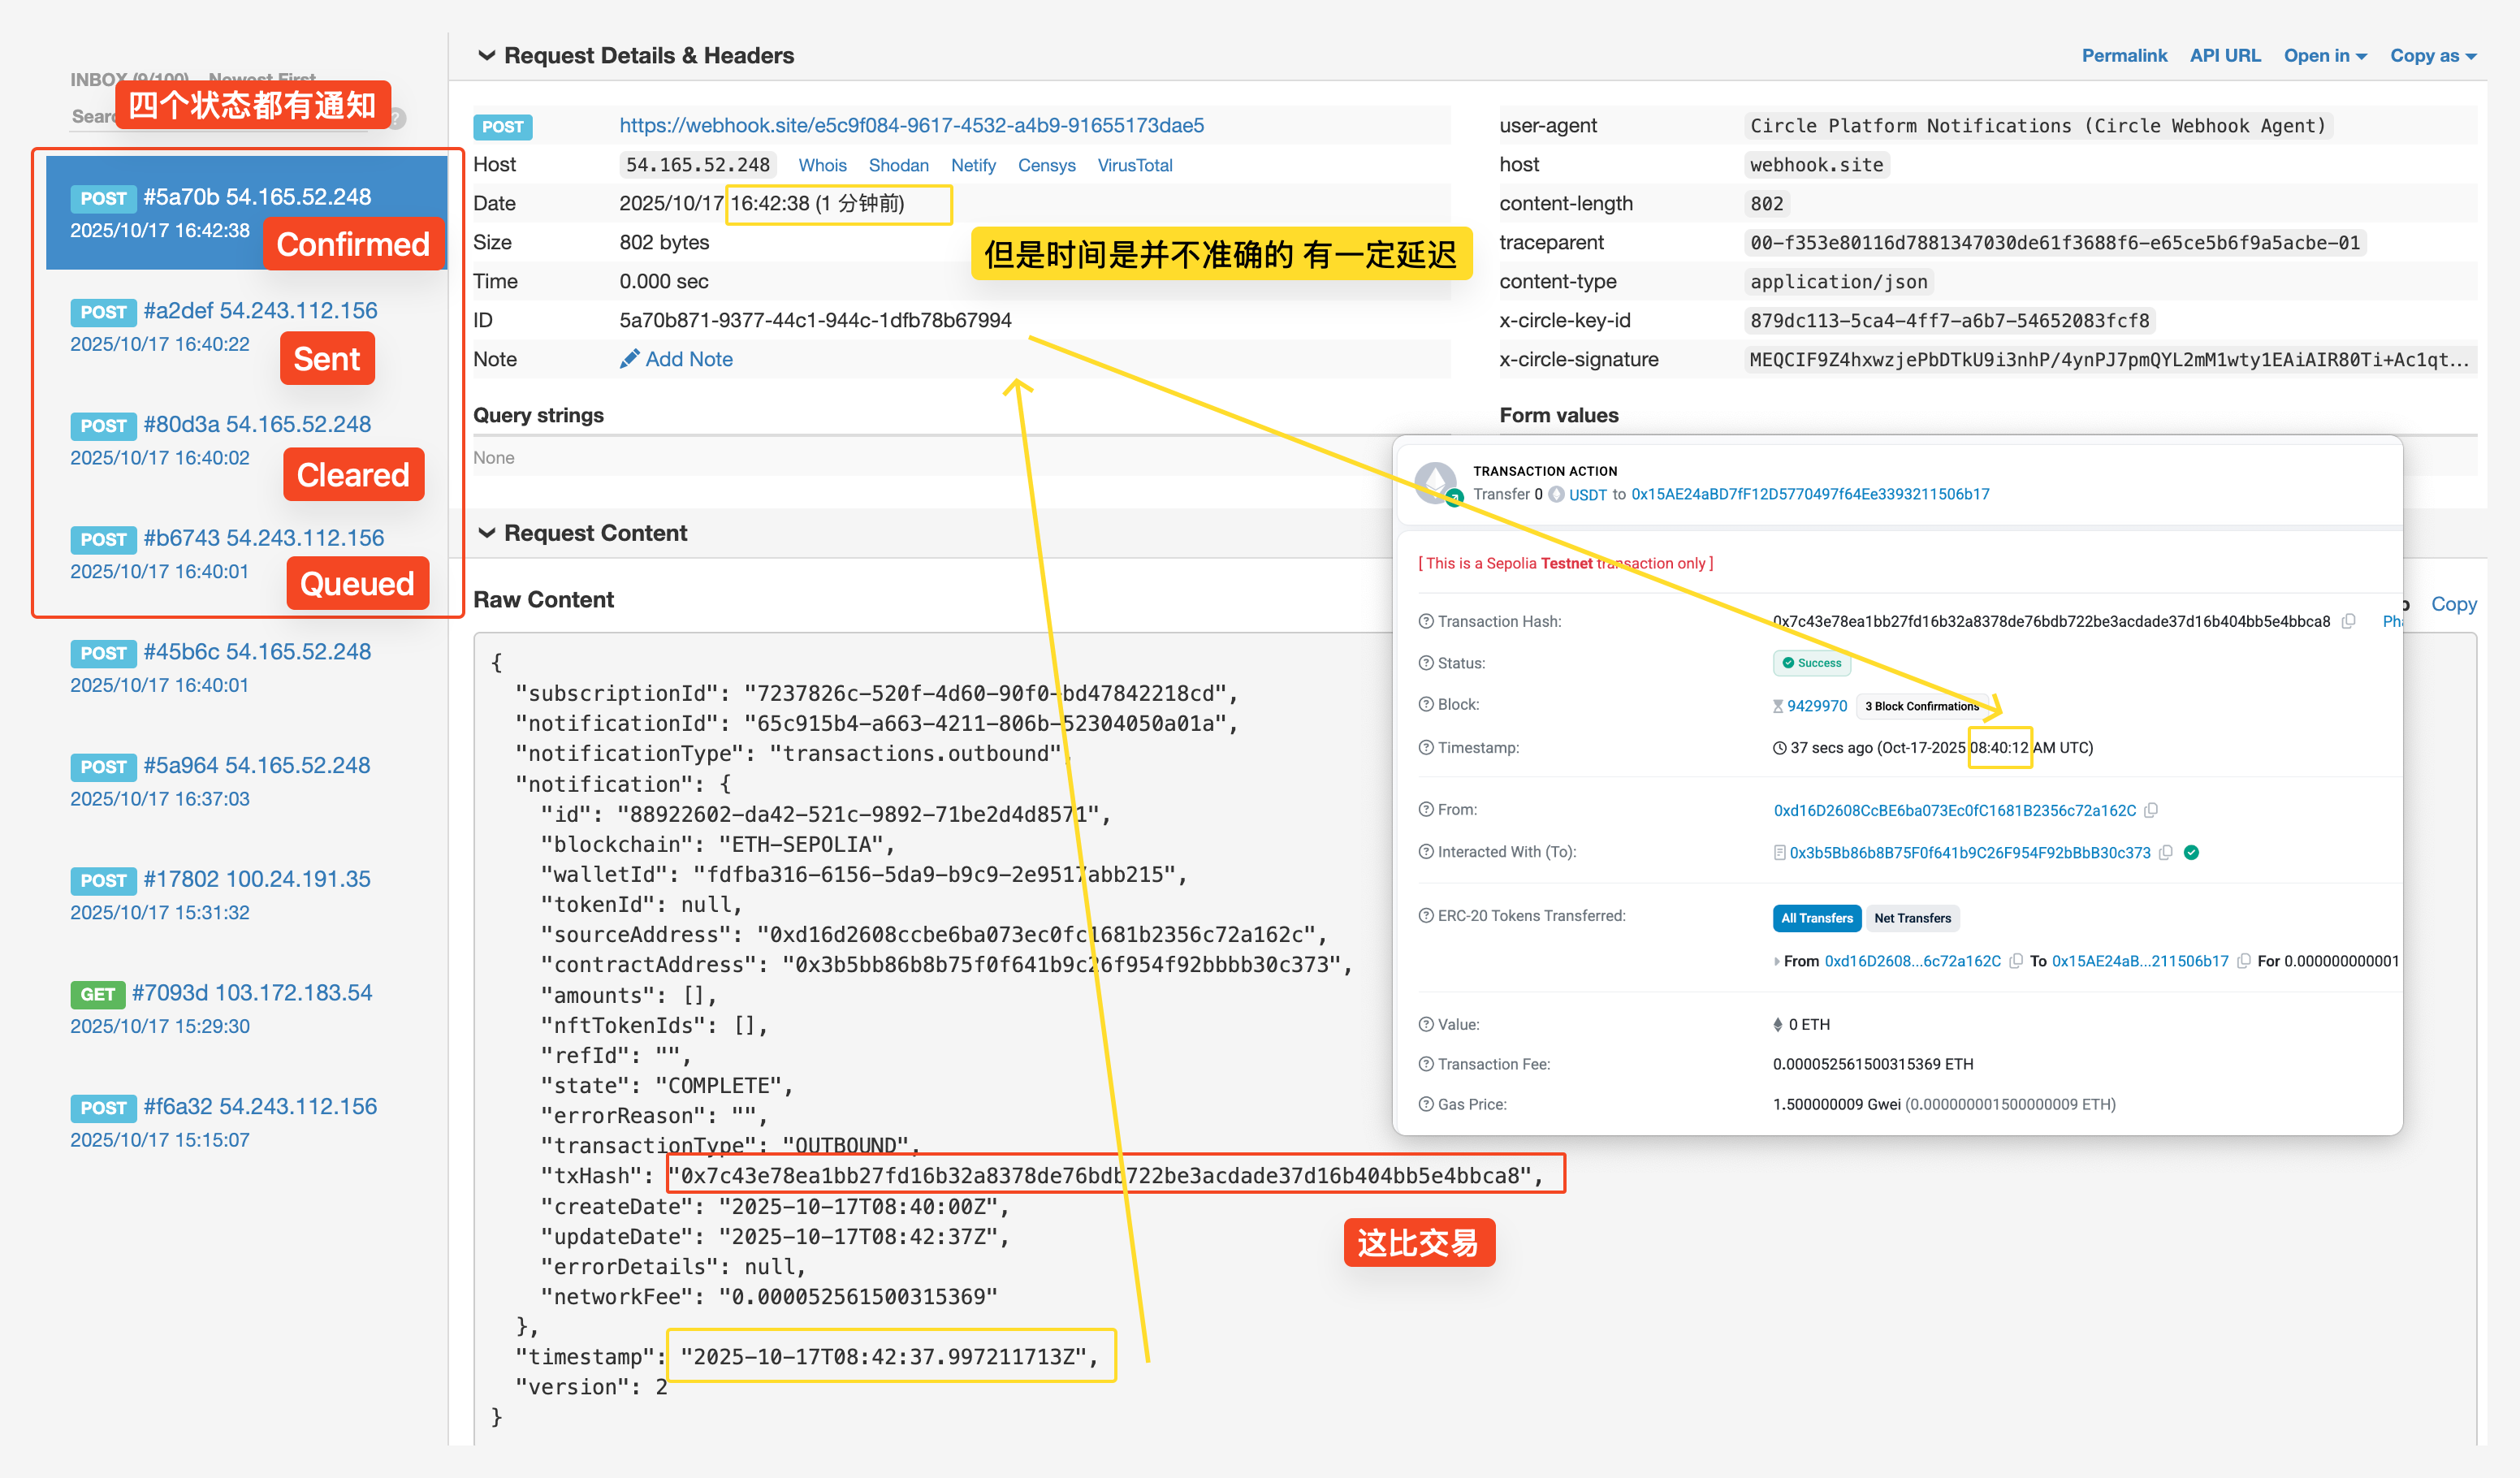 INBOX (9/100) Newest First
四个状态都有通知
POST #5a70b 54.165.52.248
2025/10/17 16:42:38
Confirmed
POST #a2def 54.243.112.156
2025/10/17 16:40:22
Sent
POST #80d3a 54.165.52.248
2025/10/17 16:40:02
Cleared
POST #b6743 54.243.112.156
2025/10/17 16:40:01
Queued
POST #45b6c 54.165.52.248
2025/10/17 16:40:01
POST #5a964 54.165.52.248
2025/10/17 16:37:03
POST #17802 100.24.191.35
2025/10/17 15:31:32
GET #7093d 103.172.183.54
2025/10/17 15:29:30
POST #f6a32 54.243.112.156
2025/10/17 15:15:07
Request Details & Headers
Permalink API URL Open in Copy as
POST https://webhook.site/e5c9f084-9617-4532-a4b9-91655173dae5
Host 54.165.52.248 Whois Shodan Netify Censys VirusTotal
Date 2025/10/17 16:42:38 (1 分钟前)
Size 802 bytes
但是时间是并不准确的 有一定延迟
Time 0.000 sec
ID 5a70b871-9377-44c1-944c-1dfb78b67994
Note Add Note
Query strings
None
user-agent Circle Platform Notifications (Circle Webhook Agent)
host webhook.site
content-length 802
traceparent 00-f353e80116d7881347030de61f3688f6-e65ce5b6f9a5acbe-01
content-type application/json
x-circle-key-id 879dc113-5ca4-4ff7-a6b7-54652083fcf8
x-circle-signature MEQCIF9Z4hxwzjePbDTkU9i3nhP/4ynPJ7pmQYL2mM1wty1EAiAIR80Ti+Ac1qt...
Form values
Request Content
Raw Content
Copy
{
"subscriptionId": "7237826c-520f-4d60-90f0-bd47842218cd",
"notificationId": "65c915b4-a663-4211-806b-52304050a01a",
"notificationType": "transactions.outbound",
"notification": {
"id": "88922602-da42-521c-9892-71be2d4d8571",
"blockchain": "ETH-SEPOLIA",
"walletId": "fdfba316-6156-5da9-b9c9-2e9517abb215",
"tokenId": null,
"sourceAddress": "0xd16d2608ccbe6ba073ec0fc1681b2356c72a162c",
"contractAddress": "0x3b5bb86b8b75f0f641b9c26f954f92bbbb30c373",
"amounts": [],
"nftTokenIds": [],
"refId": "",
"state": "COMPLETE",
"errorReason": "",
"transactionType": "OUTBOUND",
"txHash": "0x7c43e78ea1bb27fd16b32a8378de76bdb722be3acdade37d16b404bb5e4bbca8",
"createDate": "2025-10-17T08:40:00Z",
"updateDate": "2025-10-17T08:42:37Z",
"errorDetails": null,
"networkFee": "0.000052561500315369"
},
"timestamp": "2025-10-17T08:42:37.997211713Z",
"version": 2
}
这比交易
TRANSACTION ACTION
Transfer 0 USDT to 0x15AE24aBD7fF12D5770497f64Ee3393211506b17
[ This is a Sepolia Testnet transaction only ]
Transaction Hash: 0x7c43e78ea1bb27fd16b32a8378de76bdb722be3acdade37d16b404bb5e4bbca8
Status: Success
Block: 9429970 3 Block Confirmations
Timestamp: 37 secs ago (Oct-17-2025 08:40:12 AM UTC)
From: 0xd16D2608CcBE6ba073Ec0fC1681B2356c72a162C
Interacted With (To): 0x3b5Bb86b8B75F0f641b9C26F954F92bBbB30c373
ERC-20 Tokens Transferred: All Transfers Net Transfers
From 0xd16D2608...6c72a162C To 0x15AE24aB...211506b17 For 0.000000000001
Value: 0 ETH
Transaction Fee: 0.000052561500315369 ETH
Gas Price: 1.500000009 Gwei (0.000000001500000009 ETH)